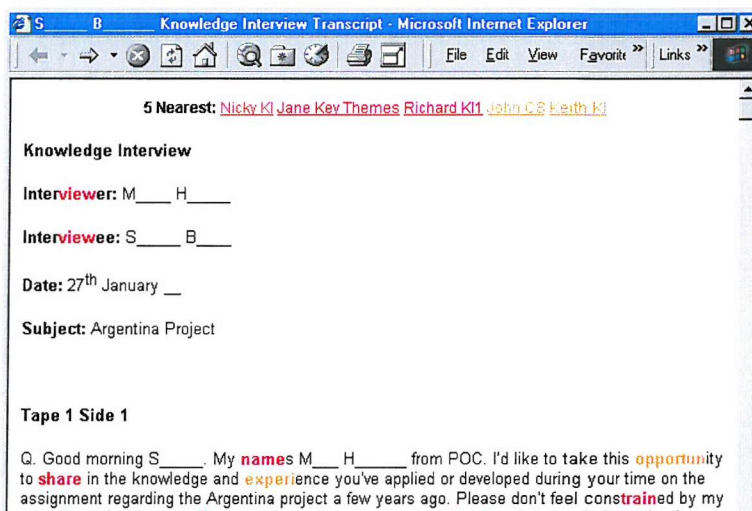 S_____ B_____ Knowledge Interview Transcript - Microsoft Internet Explorer
File Edit View Favorite » Links »
5 Nearest: Nicky KI Jane Key Themes Richard KI1 John CS Keith KI
Knowledge Interview
Interviewer: M____ H_____
Interviewee: S_____ B____
Date: 27th January __
Subject: Argentina Project
Tape 1 Side 1
Q. Good morning S_____. My names M___ H______ from POC. I'd like to take this opportunity
to share in the knowledge and experience you've applied or developed during your time on the
assignment regarding the Argentina project a few years ago. Please don't feel constrained by my